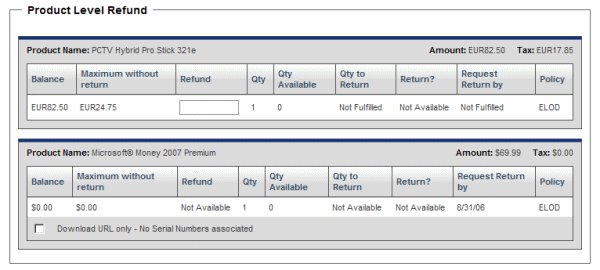 Product Level Refund
Product Name: PCTV Hybrid Pro Stick 321e Amount: EUR82.50 Tax: EUR17.85
Balance Maximum without return Refund Qty Qty Available Qty to Return Return? Request Return by Policy
EUR82.50 EUR24.75 1 0 Not Fulfilled Not Available Not Fulfilled ELOD
Product Name: Microsoft® Money 2007 Premium Amount: $69.99 Tax: $0.00
Balance Maximum without return Refund Qty Qty Available Qty to Return Return? Request Return by Policy
$0.00 $0.00 Not Available 1 0 Not Available Not Available 8/31/06 ELOD
Download URL only - No Serial Numbers associated